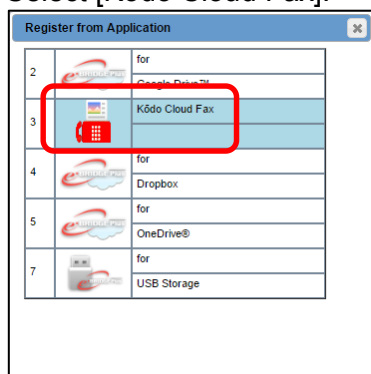 Select [Kōdo Cloud Fax].
Register from Application
2
for
Google Drive™
3
Kōdo Cloud Fax
4
for
Dropbox
5
for
OneDrive®
7
for
USB Storage